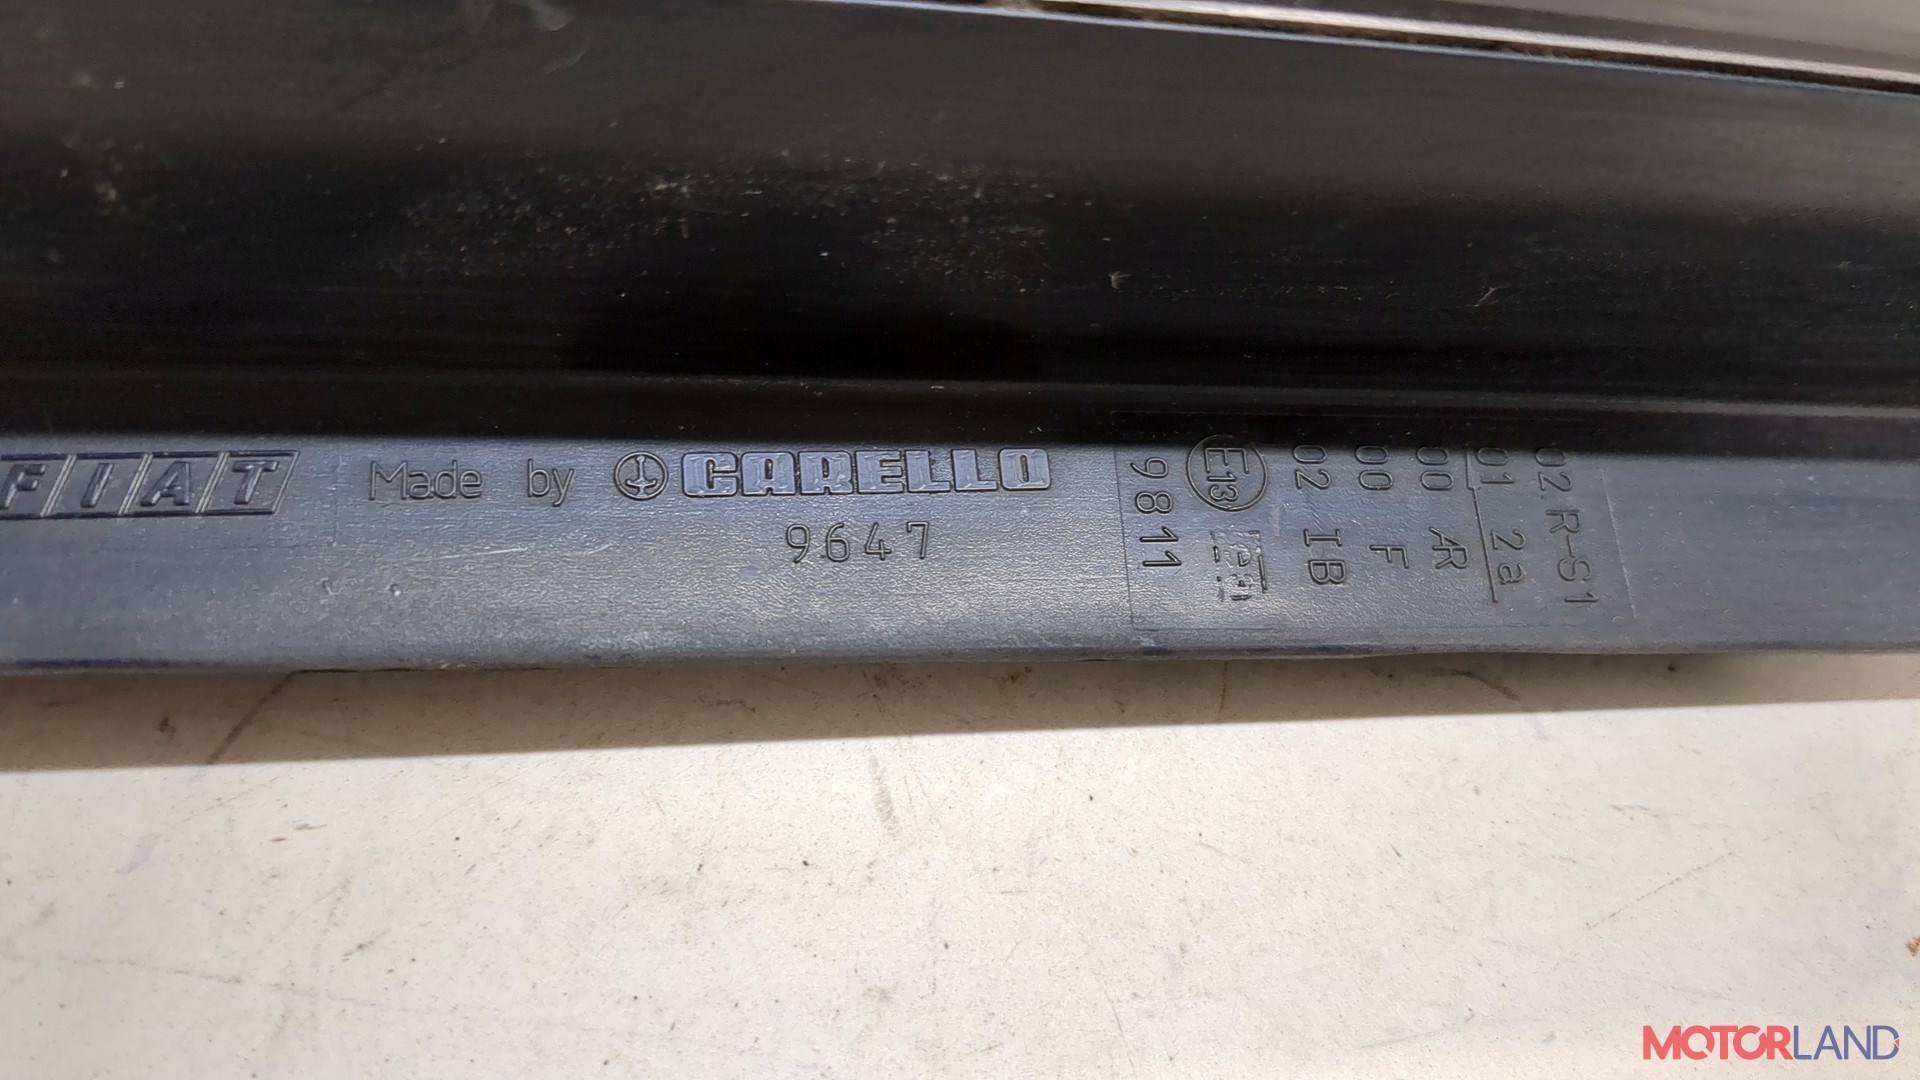 FIAT
Made by CARELLO
9647
02 R-S1
01 2a
00 AR
00 F
02 IB
E13
9811
MOTORLAND